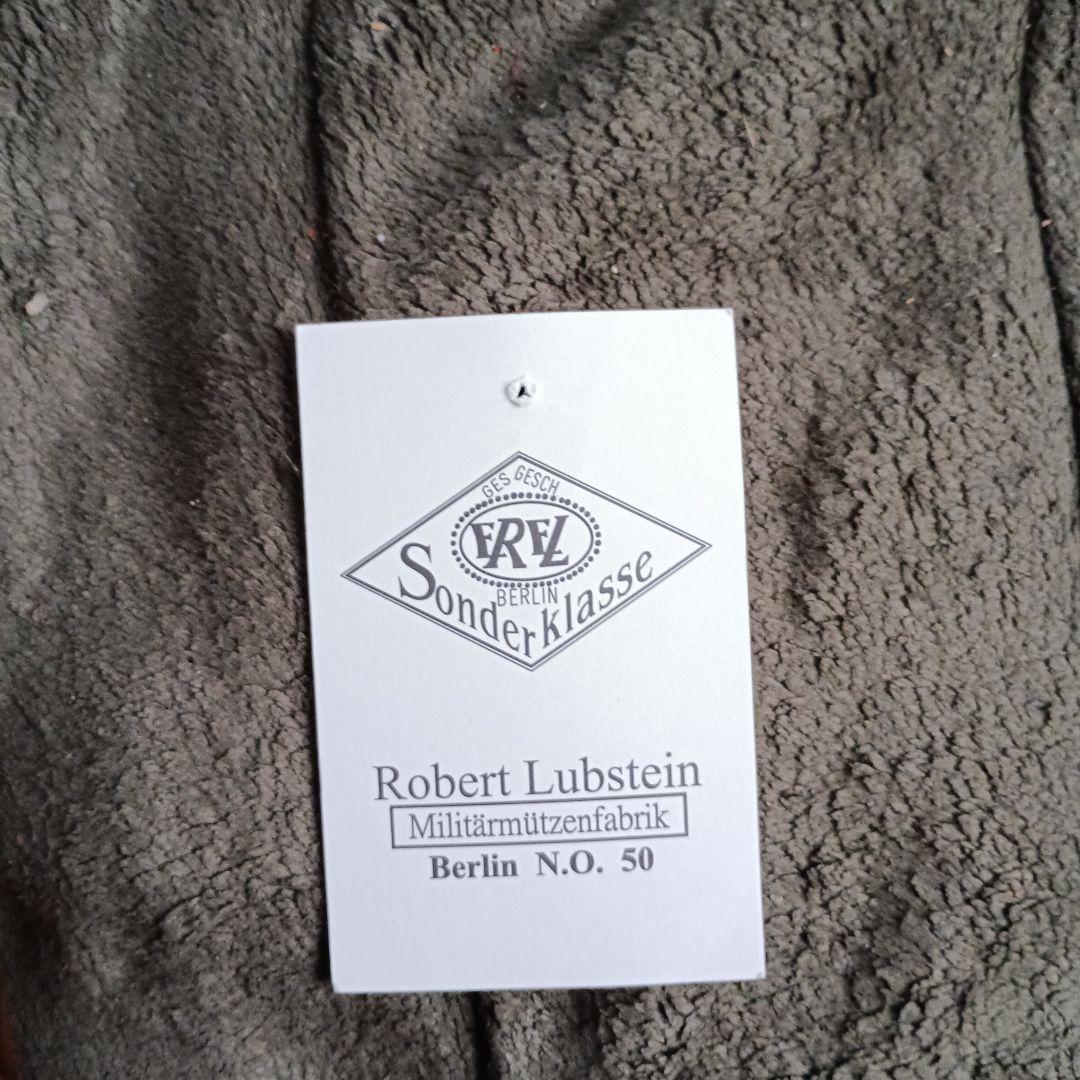 GES GESCH.
EREL
BERLIN
Sonderklasse
Robert Lubstein
Militärmützenfabrik
Berlin N.O. 50